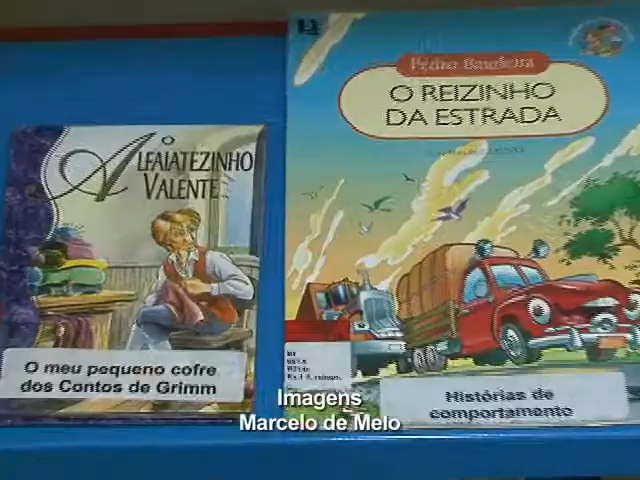 O
ALFAIATEZINHO
VALENTE
O meu pequeno cofre
dos Contos de Grimm
Pedro Bandeira
O REIZINHO
DA ESTRADA
Histórias de
comportamento
Imagens
Marcelo de Melo